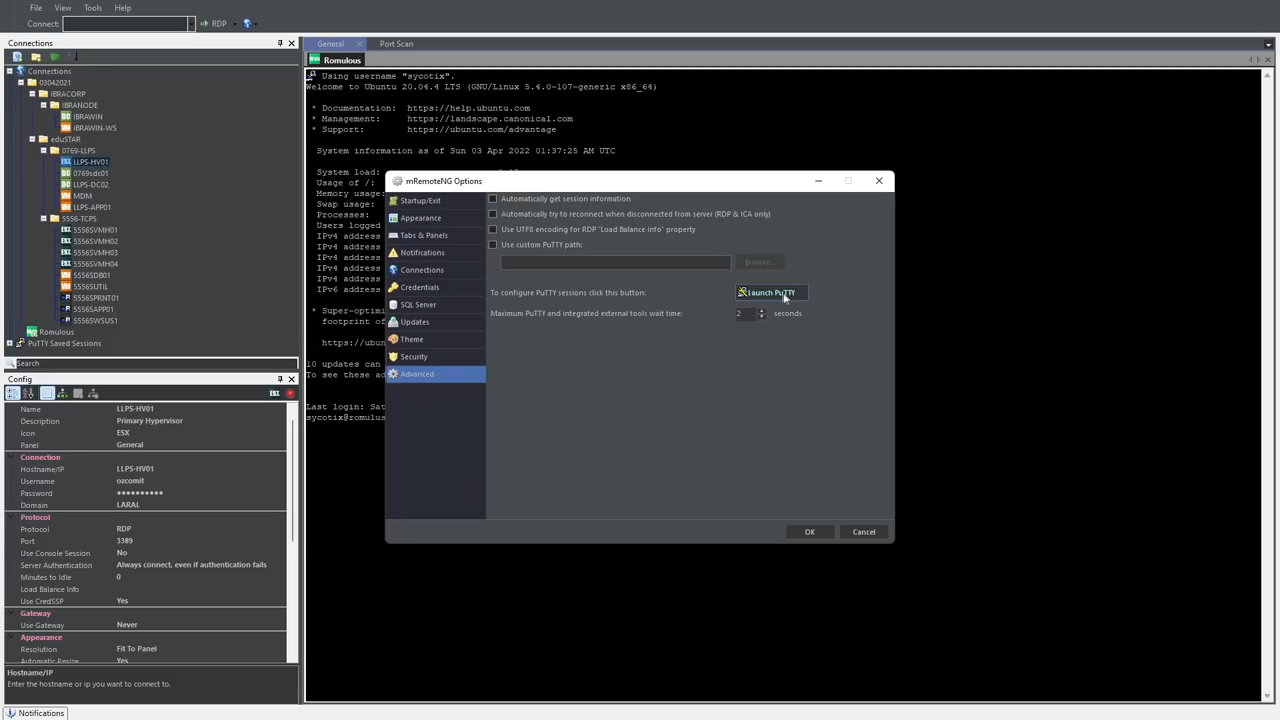 File View Tools Help
Connect: RDP
Connections
General
Port Scan
Romulous
Connections
03042021
IBRACORP
IBRANODE
IBRAWIN
IBRAWIN-WS
eduSTAR
0769-LLPS
LLPS-HV01
0769sdc01
LLPS-DC02
MDM
LLPS-APP01
5556-TCPS
5556SVMH01
5556SVMH02
5556SVMH03
5556SVMH04
5556SDB01
5556SUTIL
5556SPRNT01
5556SAPP01
5556SWSUS1
Romulous
PuTTY Saved Sessions
Search
Config
Name LLPS-HV01
Description Primary Hypervisor
Icon ESX
Panel General
Connection
Hostname/IP LLPS-HV01
Username ozcomit
Password ••••••••••
Domain LARAL
Protocol
Protocol RDP
Port 3389
Use Console Session No
Server Authentication Always connect, even if authentication fails
Minutes to Idle 0
Load Balance Info
Use CredSSP Yes
Gateway
Use Gateway Never
Appearance
Resolution Fit To Panel
Automatic Resize Yes
Hostname/IP
Enter the hostname or ip you want to connect to.
Notifications
Using username "sycotix".
Welcome to Ubuntu 20.04.4 LTS (GNU/Linux 5.4.0-107-generic x86_64)
* Documentation: https://help.ubuntu.com
* Management: https://landscape.canonical.com
* Support: https://ubuntu.com/advantage
System information as of Sun 03 Apr 2022 01:37:25 AM UTC
System load:
Usage of /:
Memory usage:
Swap usage:
Processes:
Users logged
IPv4 address
IPv4 address
IPv4 address
IPv4 address
IPv6 address
* Super-optim
footprint of
https://ubun
10 updates can
To see these ad
Last login: Sat
sycotix@romulus
mRemoteNG Options
Startup/Exit
Appearance
Tabs & Panels
Notifications
Connections
Credentials
SQL Server
Updates
Theme
Security
Advanced
Automatically get session information
Automatically try to reconnect when disconnected from server (RDP & ICA only)
Use UTF8 encoding for RDP "Load Balance Info" property
Use custom PuTTY path:
Browse...
To configure PuTTY sessions click this button: Launch PuTTY
Maximum PuTTY and integrated external tools wait time: 2 seconds
OK Cancel